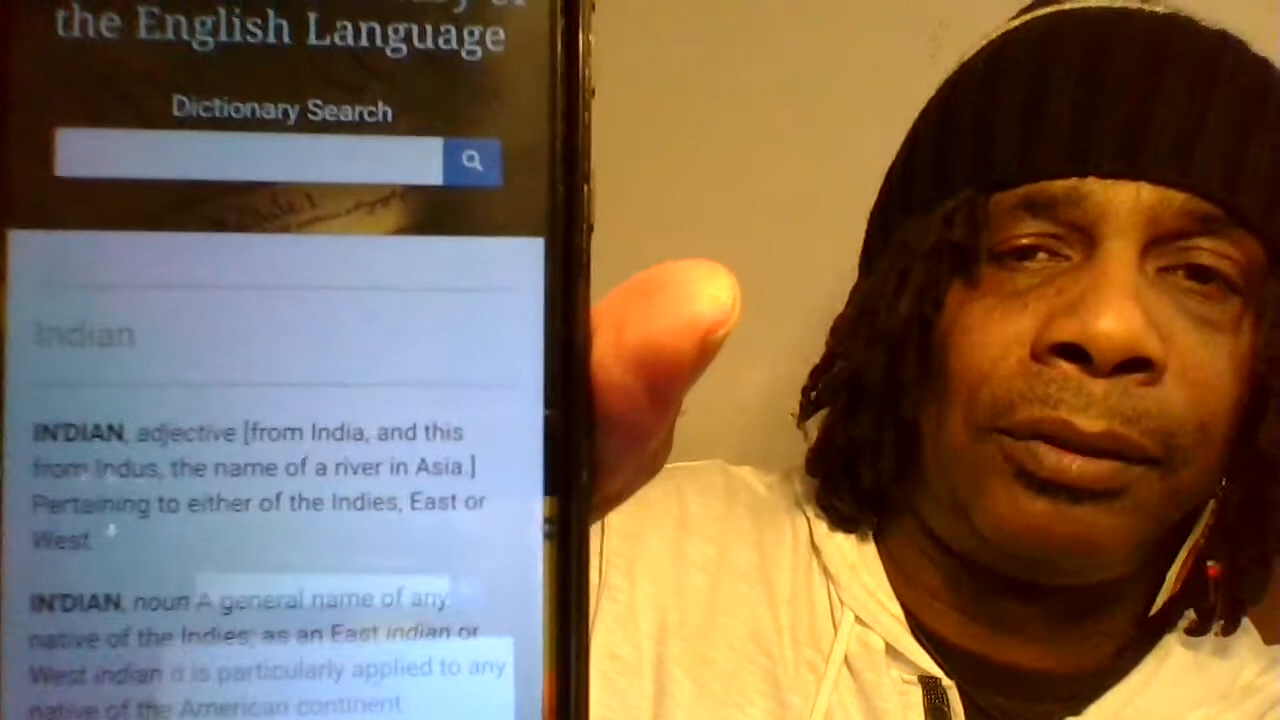 the English Language
Dictionary Search
Indian
IN'DIAN, adjective [from India, and this
from Indus, the name of a river in Asia.]
Pertaining to either of the Indies, East or
West
IN'DIAN, noun A general name of any
native of the Indies; as an East indian or
West indian it is particularly applied to any
native of the American continent